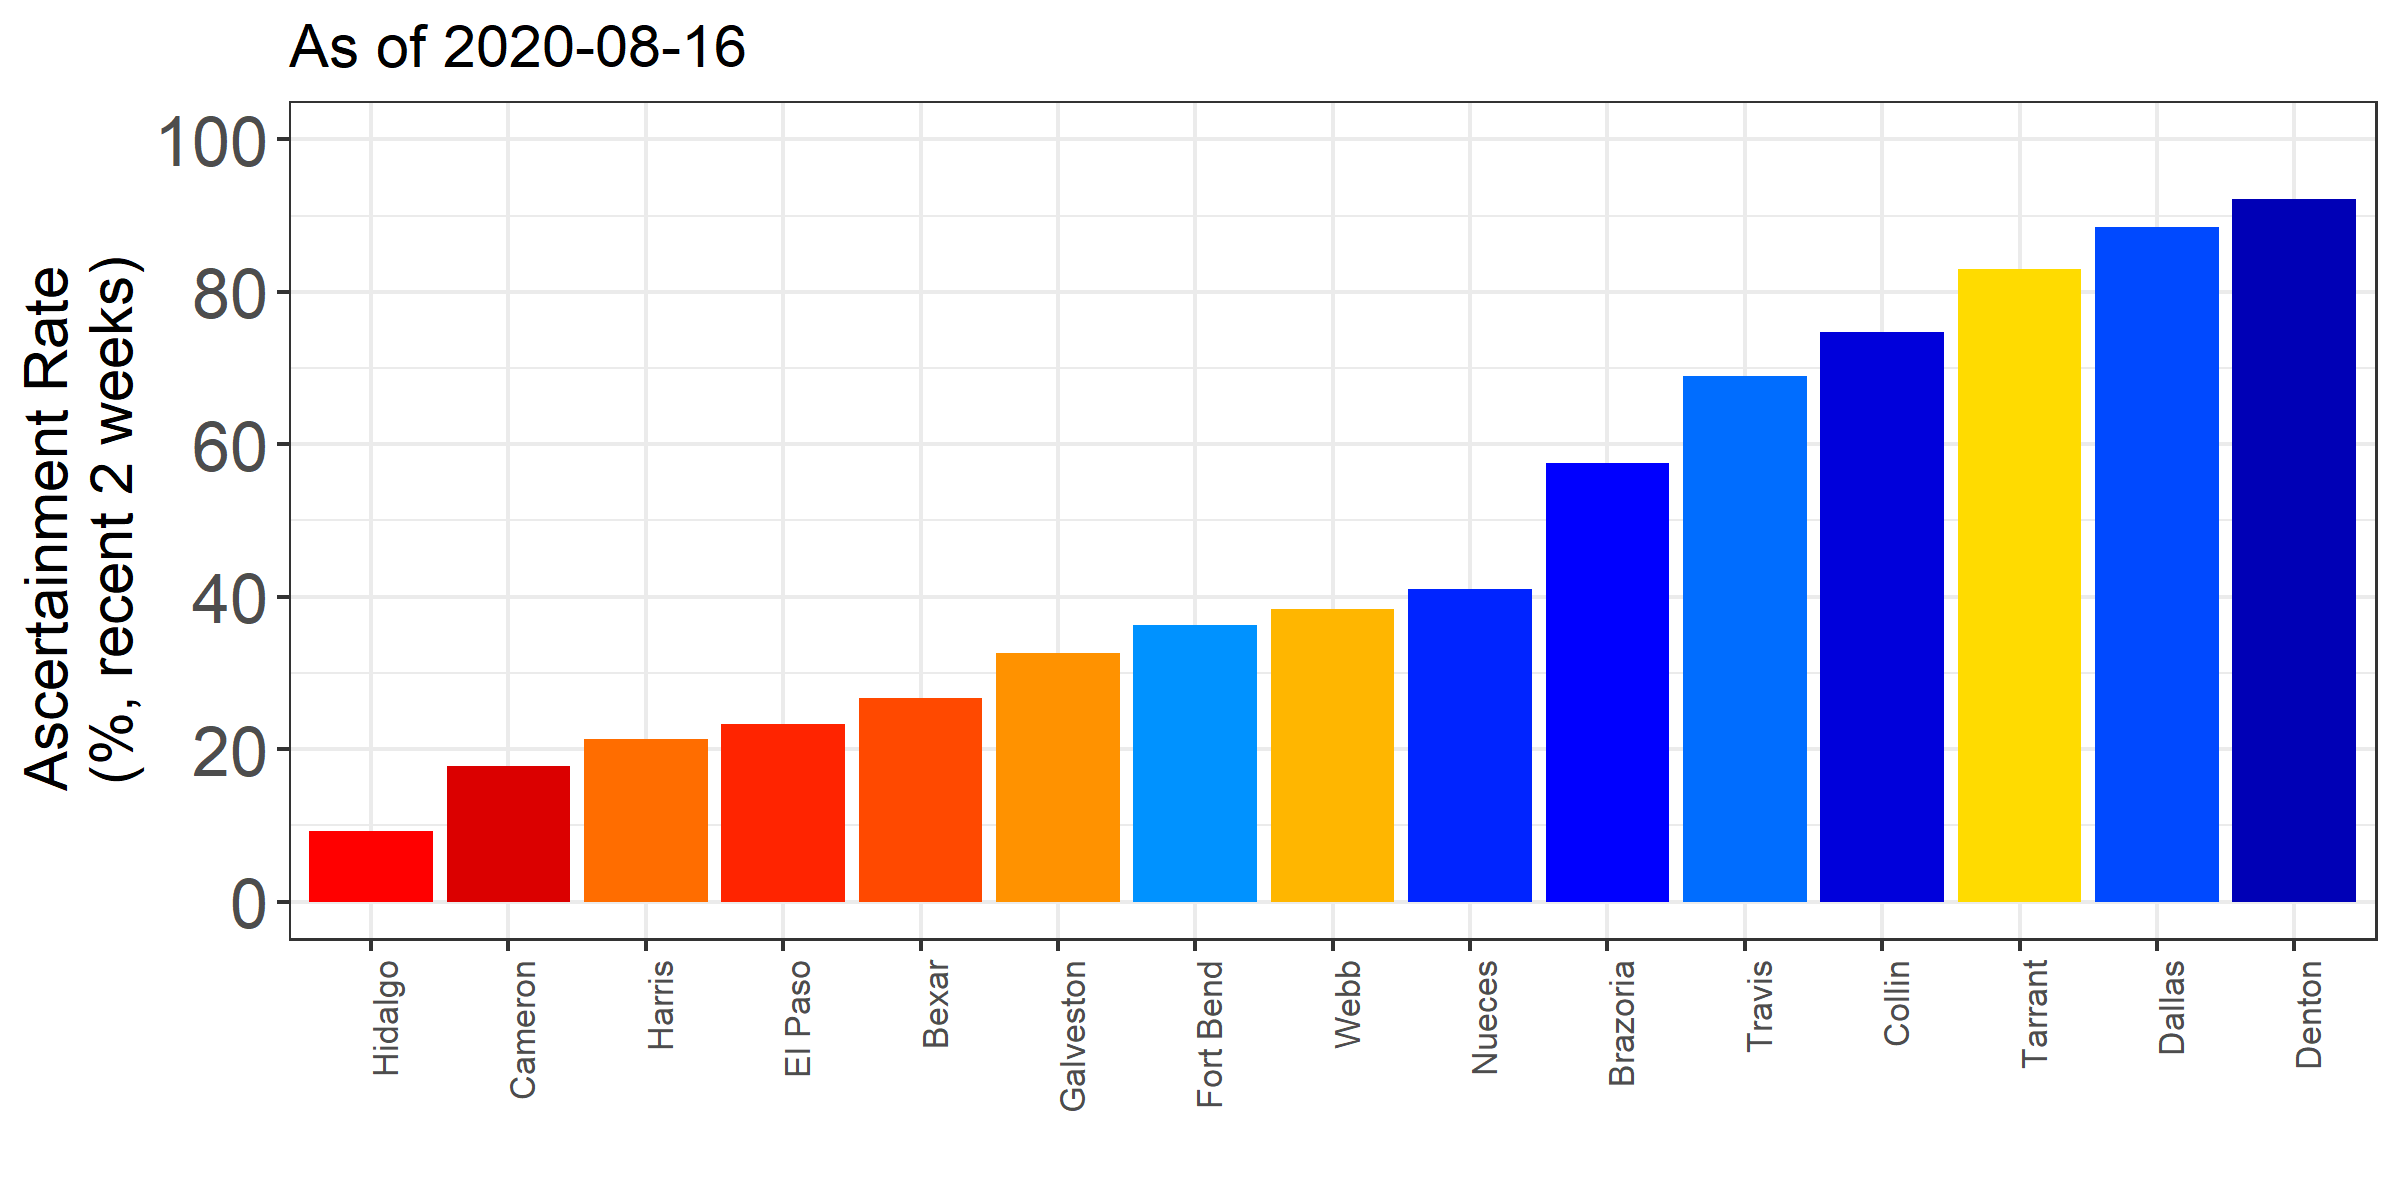 As of 2020-08-16
Ascertainment Rate
(%, recent 2 weeks)
100
80
60
40
20
0
Hidalgo
Cameron
Harris
El Paso
Bexar
Galveston
Fort Bend
Webb
Nueces
Brazoria
Travis
Collin
Tarrant
Dallas
Denton